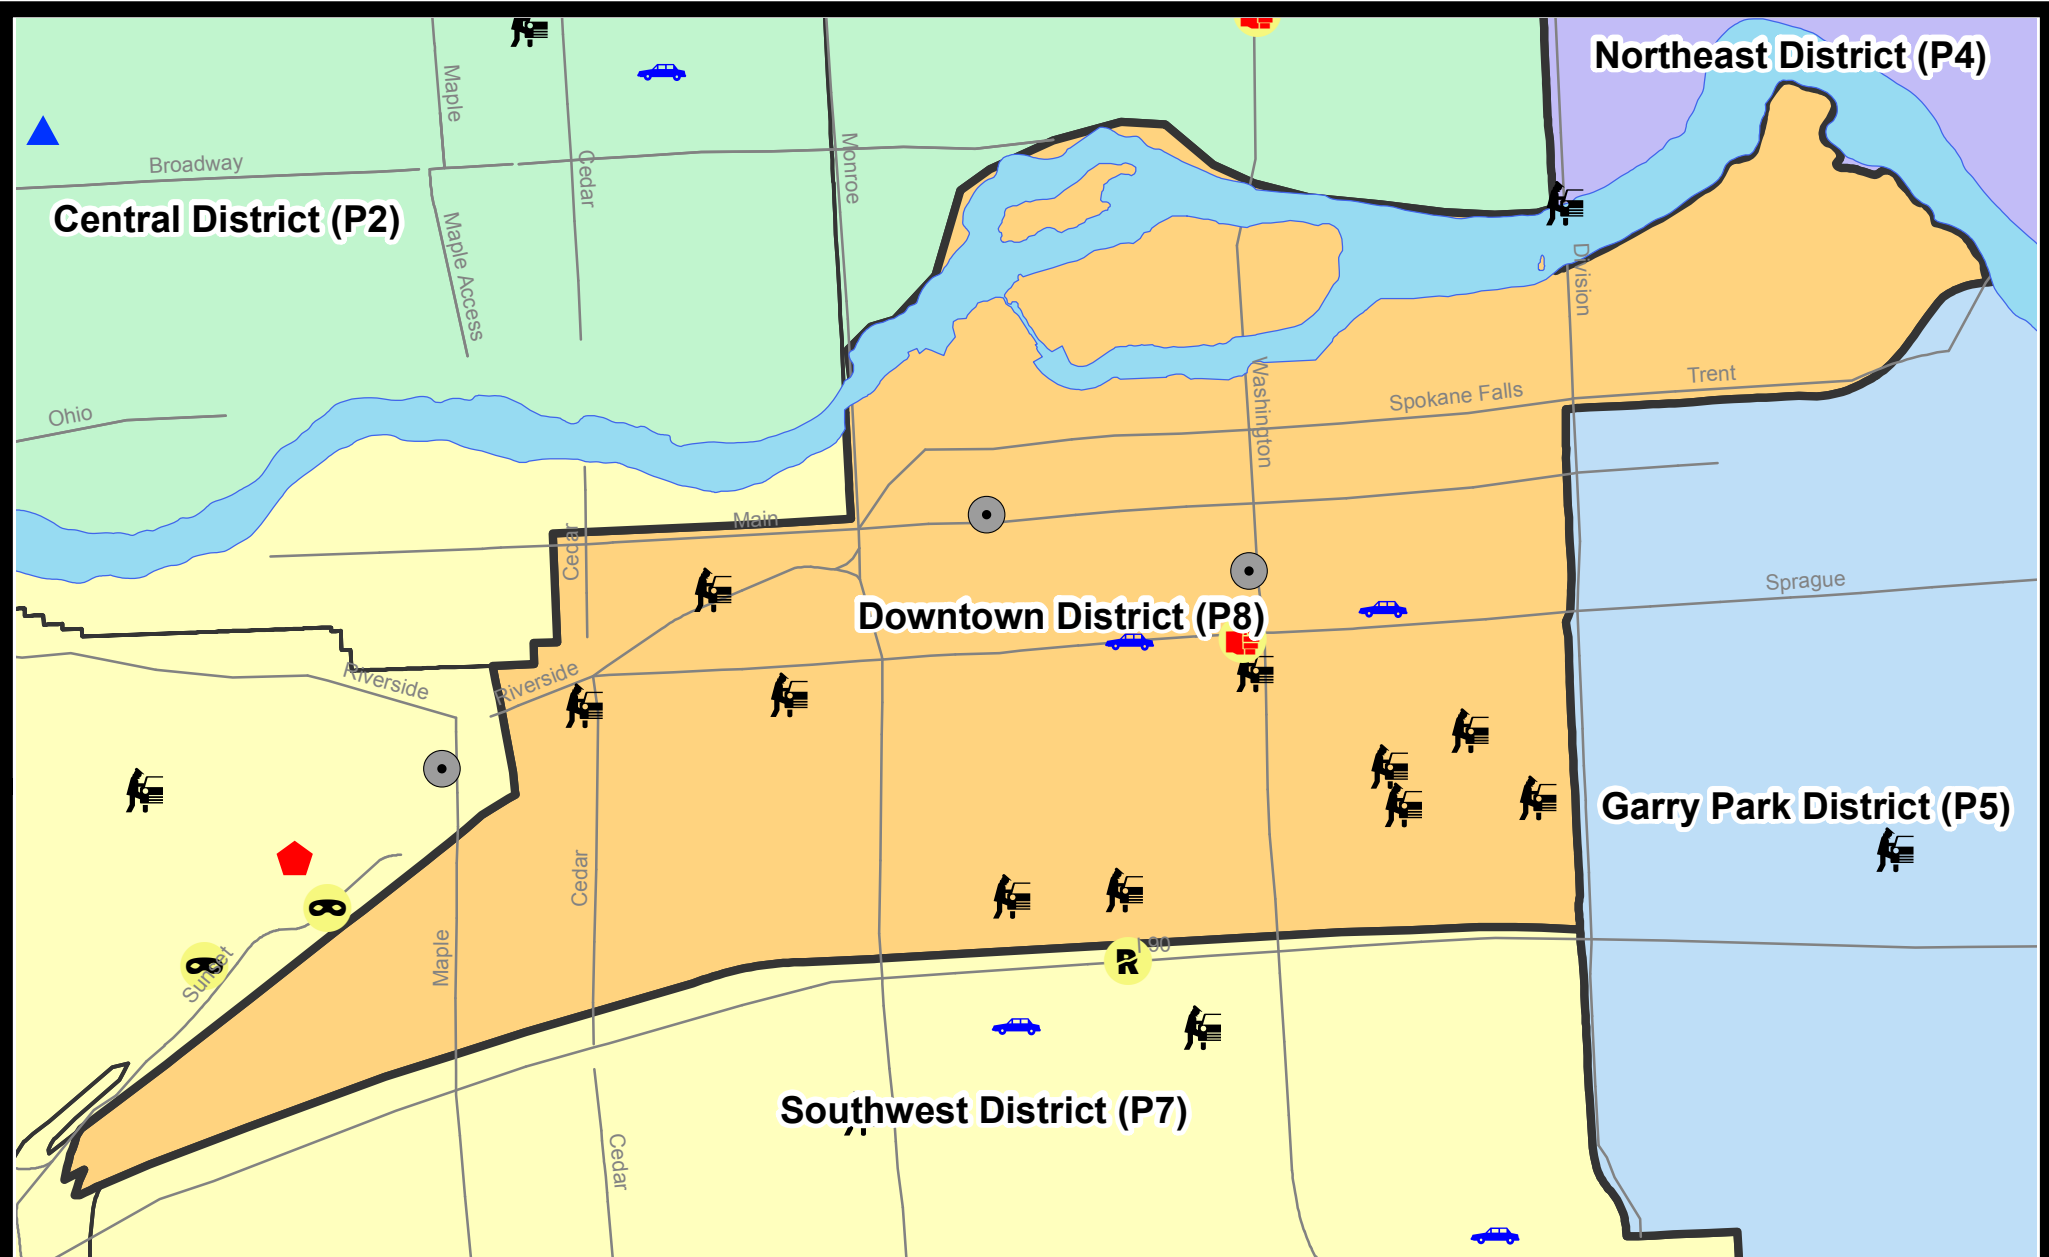 Northeast District (P4)
Maple
Monroe
Broadway
Cedar
Central District (P2)
Maple Access
Division
Washington
Trent
Spokane Falls
Ohio
Main
Cedar
Sprague
Downtown District (P8)
Riverside
Riverside
Garry Park District (P5)
Cedar
Maple
Sunset
90
R
Southwest District (P7)
Cedar